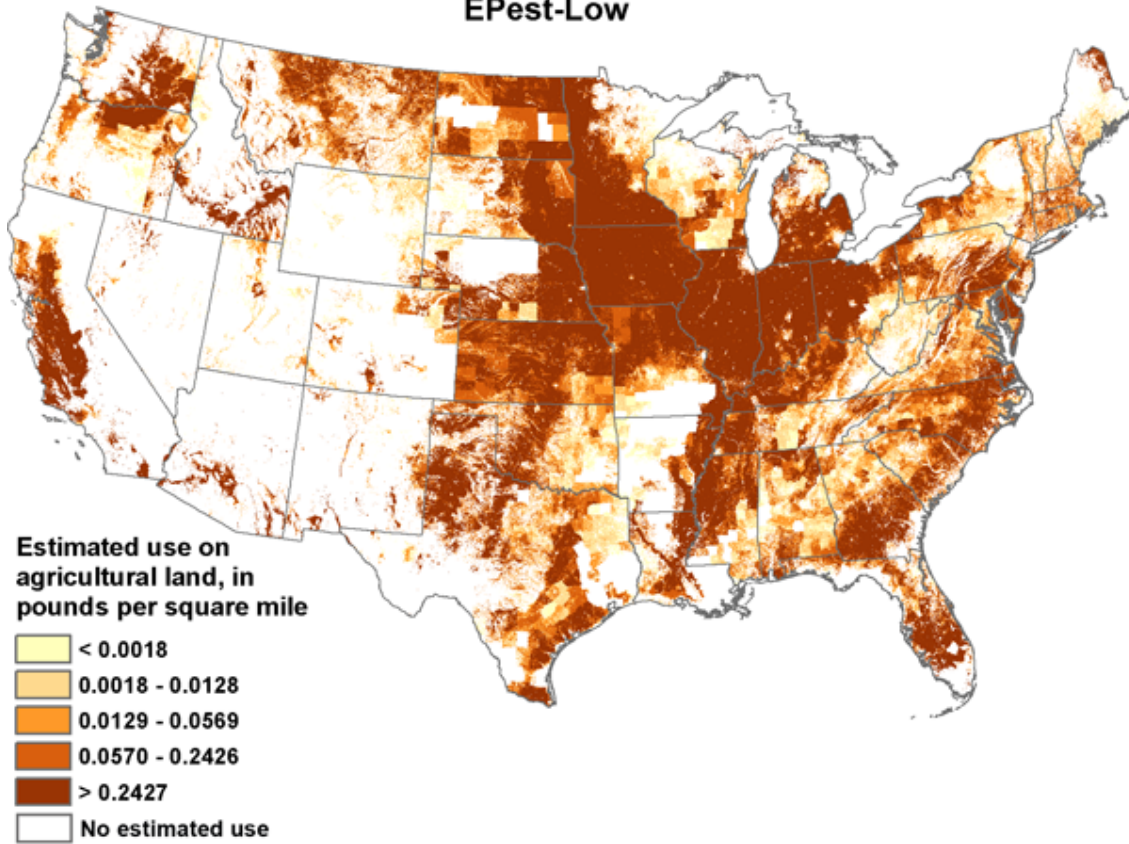 EPest-Low
Estimated use on
agricultural land, in
pounds per square mile
< 0.0018
0.0018 - 0.0128
0.0129 - 0.0569
0.0570 - 0.2426
> 0.2427
No estimated use